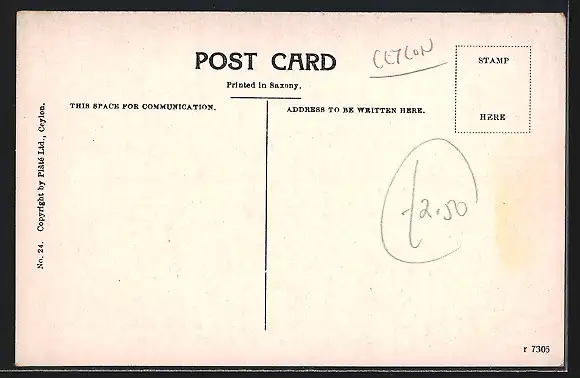 POST CARD
CEYLON
Printed in Saxony.
THIS SPACE FOR COMMUNICATION.
ADDRESS TO BE WRITTEN HERE.
STAMP
HERE
No. 24. Copyright by Plâté Ltd., Ceylon.
£2.50
r 7305